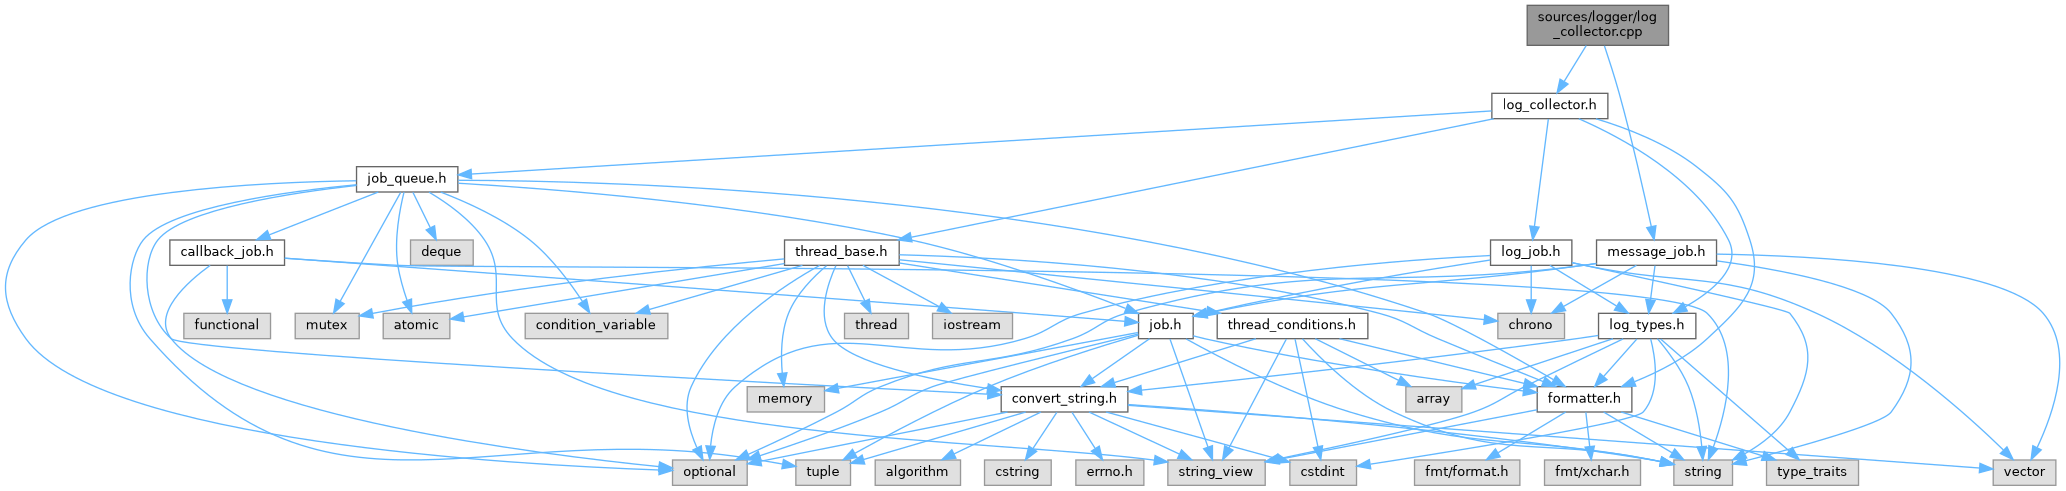 sources/logger/log
_collector.cpp
log_collector.h
job_queue.h
callback_job.h
deque
thread_base.h
log_job.h
message_job.h
functional
mutex
atomic
condition_variable
thread
iostream
job.h
thread_conditions.h
chrono
log_types.h
memory
convert_string.h
array
formatter.h
optional
tuple
algorithm
cstring
errno.h
string_view
cstdint
fmt/format.h
fmt/xchar.h
string
type_traits
vector